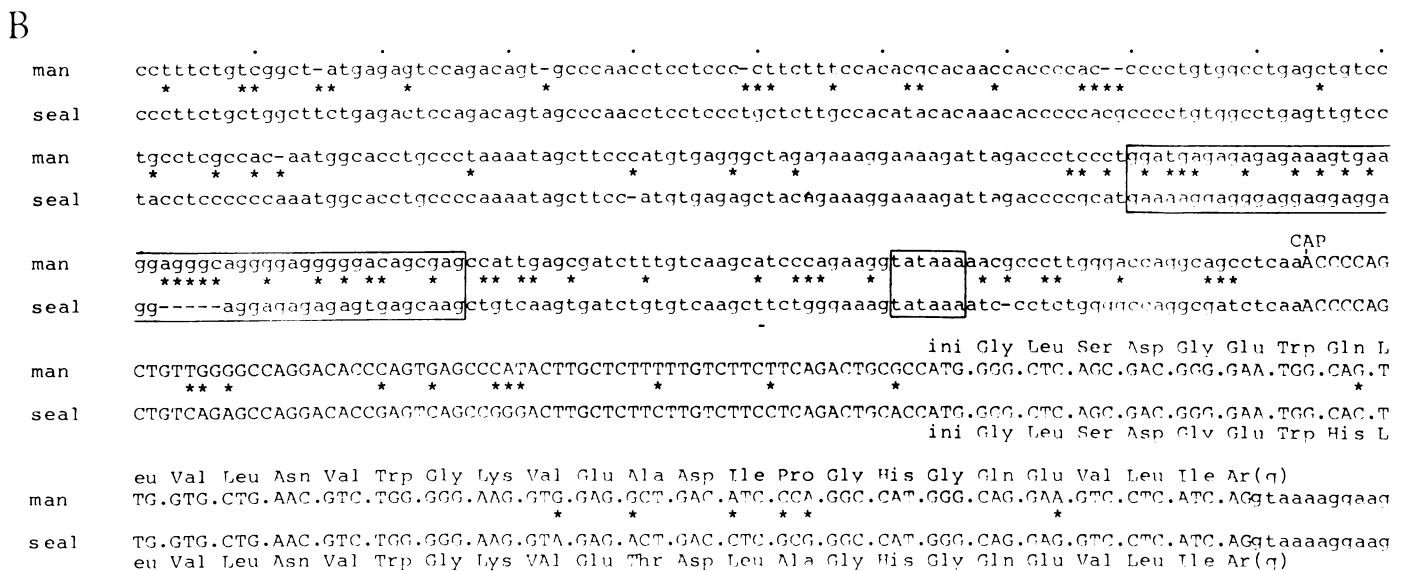 B
man cctttctgtcggct-atgagagtccagacagt-gcccaacctcctccc-cttctttccacacgcacaaccaccccac--cccctgtggcctgagctgtcc
seal cccttctgctggcttctgagactccagacagtagcccaacctccctgctcttgccacatacacaaacacccccacgcccctgtggcctgagttgtcc
man tgcctcgccac-aatggcacctgccctaaaatagcttcccatgtgagggctagagaaaggaaaagattagaccctccctggatgagagagagaaagtgaa
seal tacctccccccaaatggcacctgccccaaaatagcttcc-atgtgagagctacAgaaaggaaaagattagaccccgcatgaaaaggagggaggaggagga
CAP
man ggagggcaggggagggggacagcgagccattgagcgatctttgtcaagcatcccagaaggtataaaaacgcccttgggaccaggcagcctcaaACCCCAG
seal gg-----aggagagagagtgagcaagctgtcaagtgatctgtgtcaagcttctgggaaagtataaaatc-cctctggggccaggcgatctcaaACCCCAG
ini Gly Leu Ser Asp Gly Glu Trp Gln L
man CTGTTGGGGCCAGGACACCCAGTGAGCCCATACTTGCTCTTTTTGTCTTCTTCAGACTGCGCCATG.GGG.CTC.AGC.GAC.GGG.GAA.TGG.CAG.T
seal CTGTCAGAGCCAGGACACCGAGTCAGCCGGGACTTGCTCTTCTTGTCTTCCTCAGACTGCACCATG.GCG.CTC.AGC.GAC.GGG.GAA.TGG.CAC.T
ini Gly Leu Ser Asp Gly Glu Trp His L
eu Val Leu Asn Val Trp Gly Lys Val Glu Ala Asp Ile Pro Gly His Gly Gln Glu Val Leu Ile Ar(g)
man TG.GTG.CTG.AAC.GTC.TGG.GGG.AAG.GTG.GAG.GCT.GAC.ATC.CCA.GGC.CAT.GGG.CAG.GAA.GTC.CTC.ATC.AGgtaaaaggaag
seal TG.GTG.CTG.AAC.GTC.TGG.GGG.AAG.GTA.GAG.ACT.GAC.CTC.GCG.GGC.CAT.GGG.CAG.GAG.GTC.CTC.ATC.AGgtaaaaggaag
eu Val Leu Asn Val Trp Gly Lys VAl Glu Thr Asp Leu Ala Gly His Gly Gln Glu Val Leu Ile Ar(g)